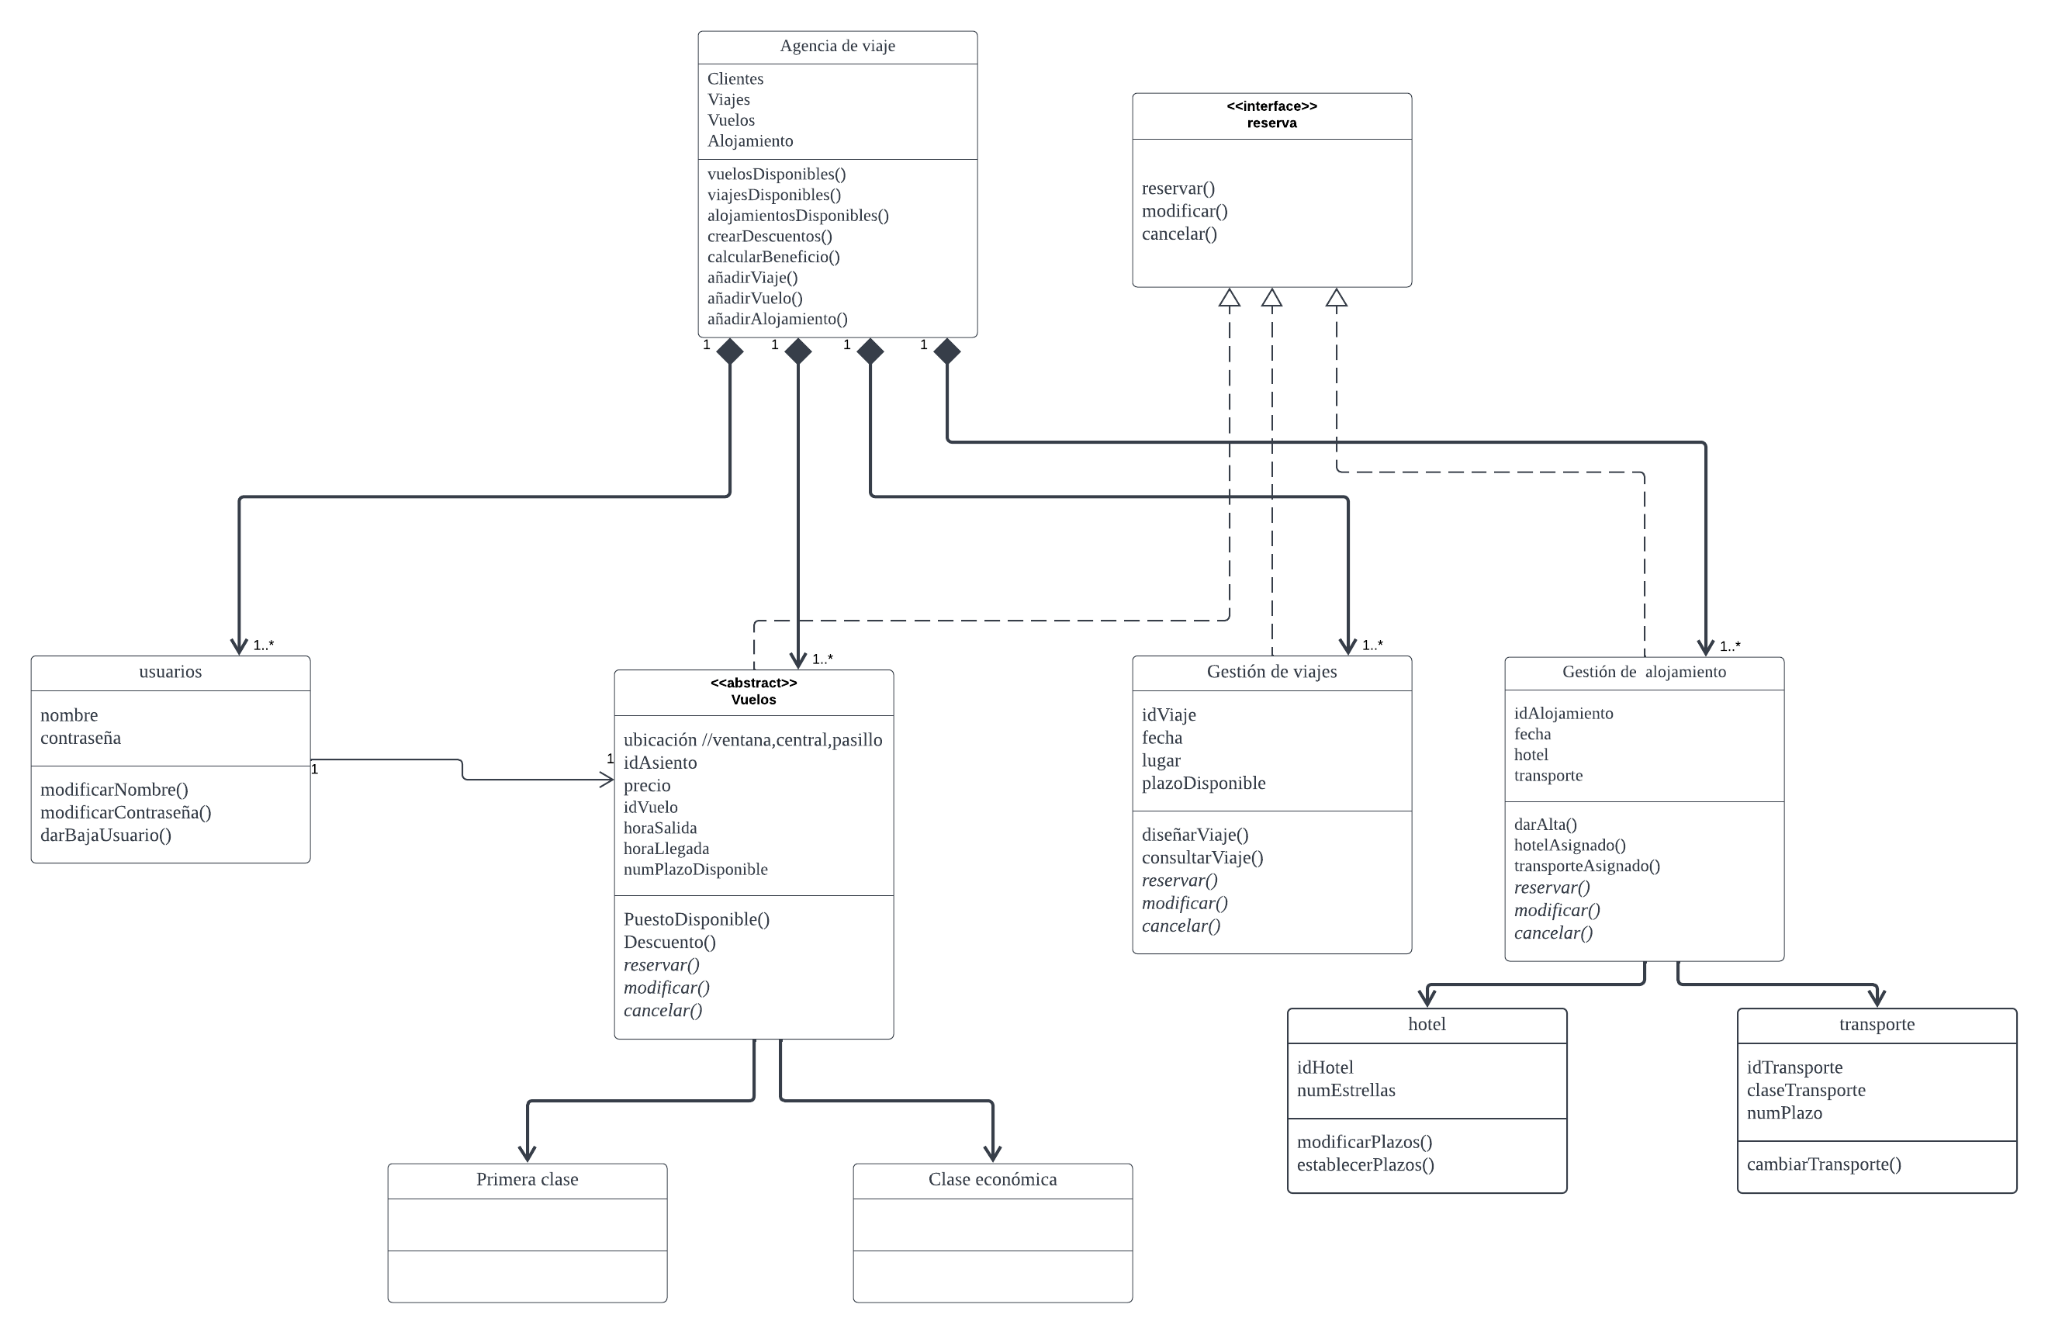 Agencia de viaje
Clientes
Viajes
Vuelos
Alojamiento
vuelosDisponibles()
viajesDisponibles()
alojamientosDisponibles()
crearDescuentos()
calcularBeneficio()
añadirViaje()
añadirVuelo()
añadirAlojamiento()
<<interface>>
reserva
reservar()
modificar()
cancelar()
1
1
1
1
1..*
1..*
1..*
1..*
usuarios
nombre
contraseña
modificarNombre()
modificarContraseña()
darBajaUsuario()
1
1
<<abstract>>
Vuelos
ubicación //ventana,central,pasillo
idAsiento
precio
idVuelo
horaSalida
horaLlegada
numPlazoDisponible
PuestoDisponible()
Descuento()
reservar()
modificar()
cancelar()
Gestión de viajes
idViaje
fecha
lugar
plazoDisponible
diseñarViaje()
consultarViaje()
reservar()
modificar()
cancelar()
Gestión de  alojamiento
idAlojamiento
fecha
hotel
transporte
darAlta()
hotelAsignado()
transporteAsignado()
reservar()
modificar()
cancelar()
Primera clase
Clase económica
hotel
idHotel
numEstrellas
modificarPlazos()
establecerPlazos()
transporte
idTransporte
claseTransporte
numPlazo
cambiarTransporte()